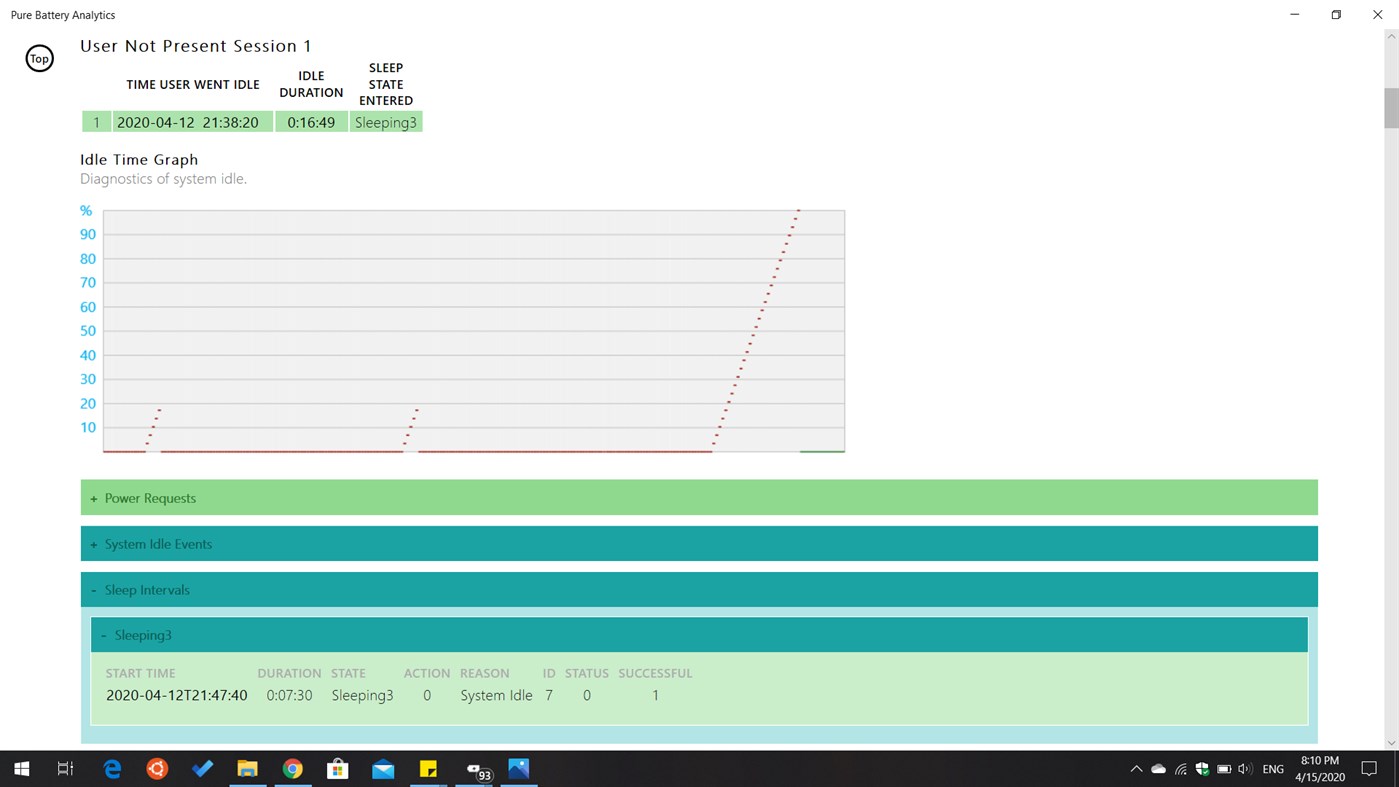 Pure Battery Analytics
Top
User Not Present Session 1
TIME USER WENT IDLE IDLE DURATION SLEEP STATE ENTERED
1 2020-04-12 21:38:20 0:16:49 Sleeping3
Idle Time Graph
Diagnostics of system idle.
%
90
80
70
60
50
40
30
20
10
+ Power Requests
+ System Idle Events
- Sleep Intervals
- Sleeping3
START TIME DURATION STATE ACTION REASON ID STATUS SUCCESSFUL
2020-04-12T21:47:40 0:07:30 Sleeping3 0 System Idle 7 0 1
93
ENG
8:10 PM
4/15/2020